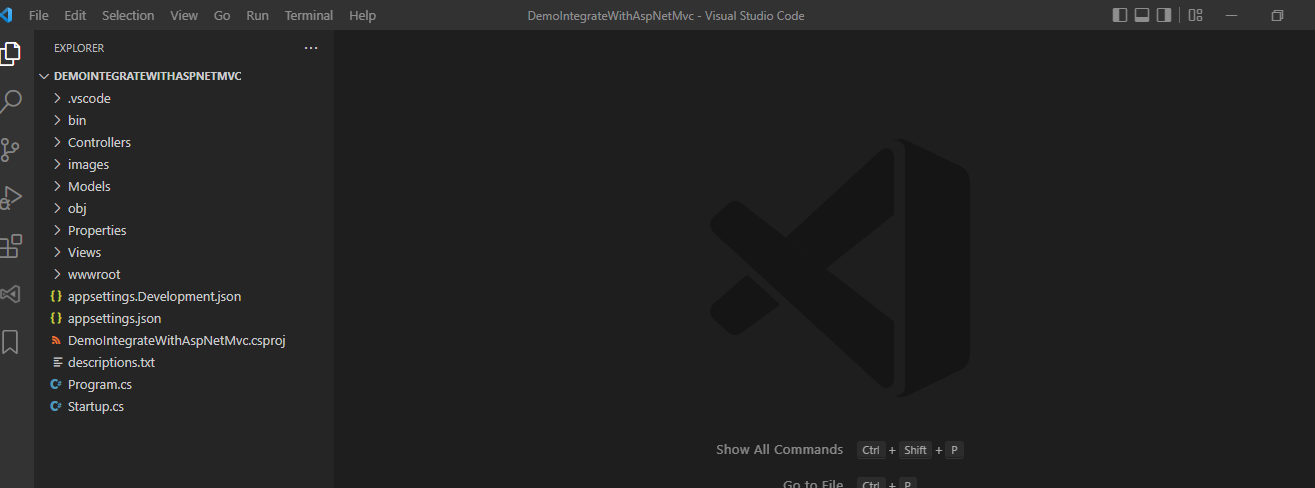 File Edit Selection View Go Run Terminal Help DemoIntegrateWithAspNetMvc - Visual Studio Code
EXPLORER ...
DEMOINTEGRATEWITHASPNETMVC
.vscode
bin
Controllers
images
Models
obj
Properties
Views
wwwroot
{} appsettings.Development.json
{} appsettings.json
DemoIntegrateWithAspNetMvc.csproj
descriptions.txt
C# Program.cs
C# Startup.cs
Show All Commands Ctrl + Shift + P
Go to File Ctrl + P